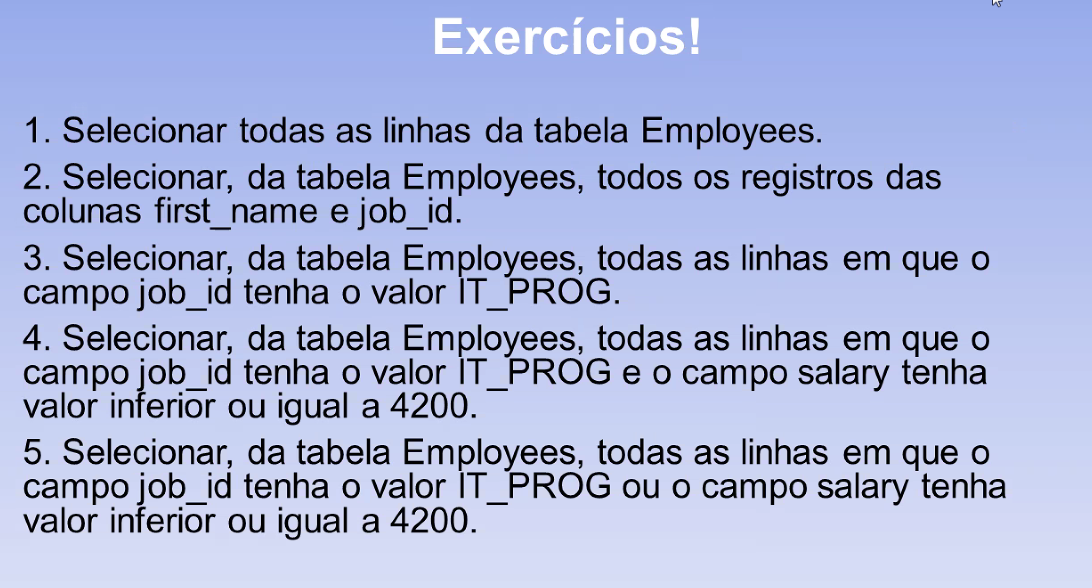 Exercícios!
1. Selecionar todas as linhas da tabela Employees.
2. Selecionar, da tabela Employees, todos os registros das
colunas first_name e job_id.
3. Selecionar, da tabela Employees, todas as linhas em que o
campo job_id tenha o valor IT_PROG.
4. Selecionar, da tabela Employees, todas as linhas em que o
campo job_id tenha o valor IT_PROG e o campo salary tenha
valor inferior ou igual a 4200.
5. Selecionar, da tabela Employees, todas as linhas em que o
campo job_id tenha o valor IT_PROG ou o campo salary tenha
valor inferior ou igual a 4200.